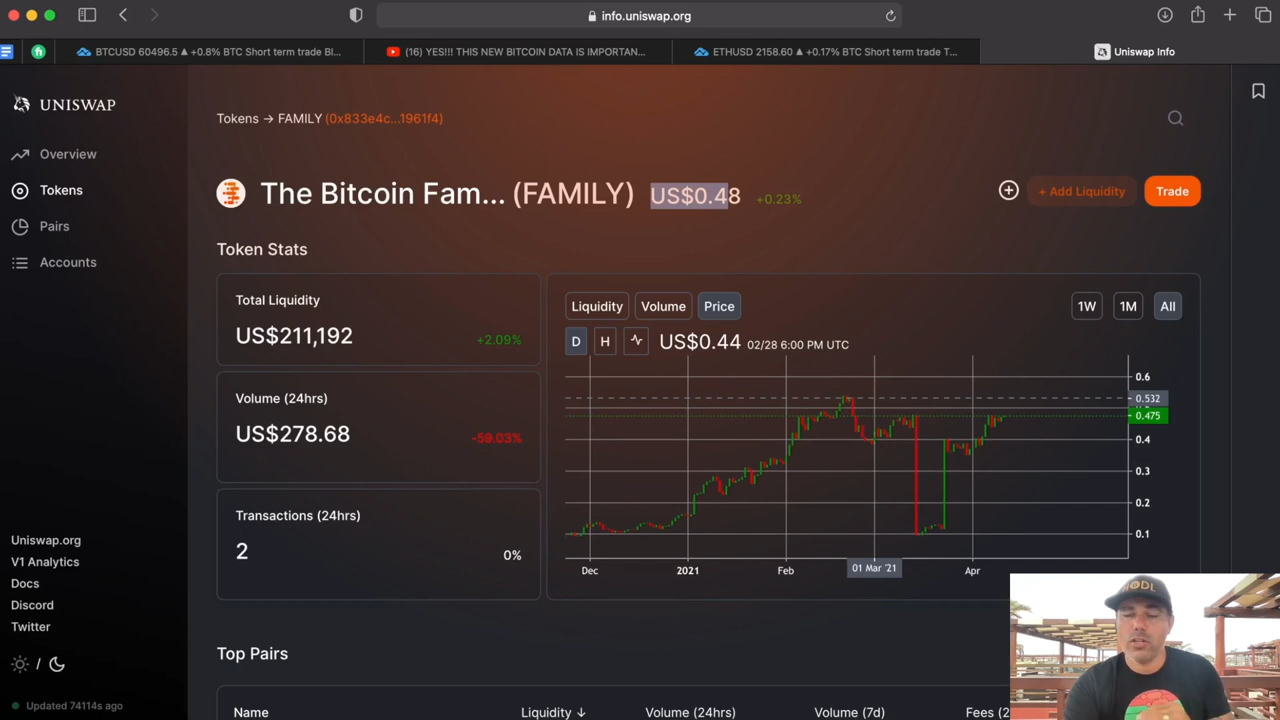 info.uniswap.org
BTCUSD 60496.5 ▲ +0.8% BTC Short term trade Bl...
(16) YES!!! THIS NEW BITCOIN DATA IS IMPORTAN...
ETHUSD 2158.60 ▲ +0.17% BTC Short term trade T...
Uniswap Info
UNISWAP
Overview
Tokens
Pairs
Accounts
Tokens → FAMILY (0x833e4c...1961f4)
The Bitcoin Fam... (FAMILY) US$0.48 +0.23%
+ Add Liquidity
Trade
Token Stats
Total Liquidity
US$211,192 +2.09%
Volume (24hrs)
US$278.68 -59.03%
Transactions (24hrs)
2 0%
Liquidity Volume Price
1W 1M All
D H US$0.44 02/28 6:00 PM UTC
0.6
0.532
0.475
0.4
0.3
0.2
0.1
Dec 2021 Feb 01 Mar '21 Apr
Uniswap.org
V1 Analytics
Docs
Discord
Twitter
/
Updated 74114s ago
Top Pairs
Name Liquidity ↓ Volume (24hrs) Volume (7d) Fees (2
HODL